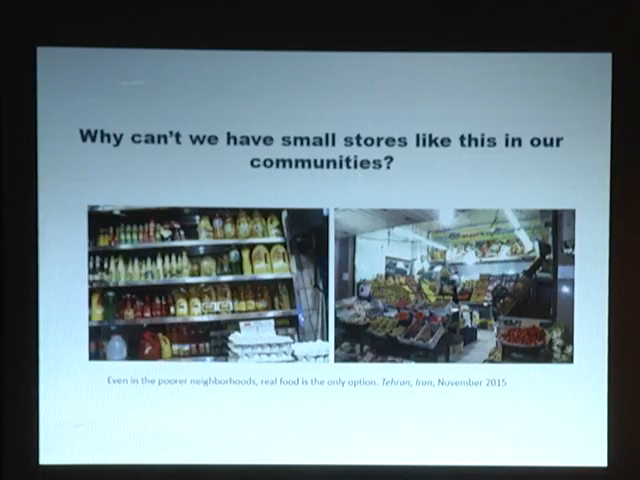 Why can't we have small stores like this in our
communities?
Even in the poorer neighborhoods, real food is the only option. Tehran, Iran, November 2015